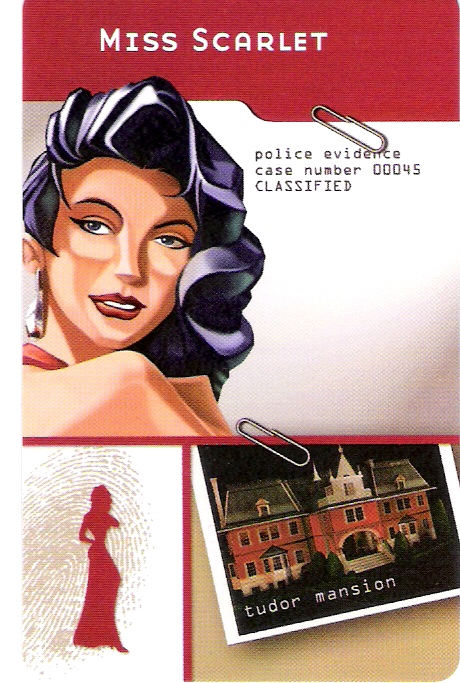 Miss Scarlet
police evidence
case number 00045
CLASSIFIED
tudor mansion